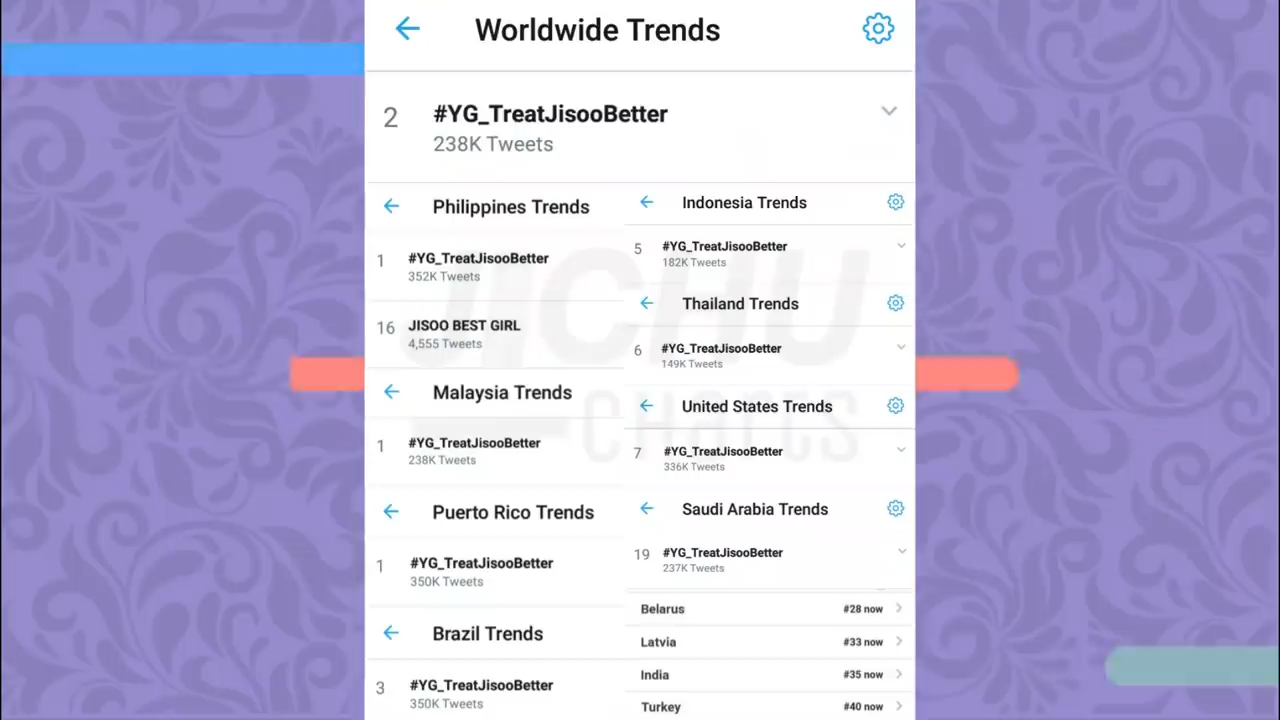 Worldwide Trends
2
#YG_TreatJisooBetter
238K Tweets
Philippines Trends
1
#YG_TreatJisooBetter
352K Tweets
16
JISOO BEST GIRL
4,555 Tweets
Malaysia Trends
1
#YG_TreatJisooBetter
238K Tweets
Puerto Rico Trends
1
#YG_TreatJisooBetter
350K Tweets
Brazil Trends
3
#YG_TreatJisooBetter
350K Tweets
Indonesia Trends
5
#YG_TreatJisooBetter
182K Tweets
Thailand Trends
6
#YG_TreatJisooBetter
149K Tweets
United States Trends
7
#YG_TreatJisooBetter
336K Tweets
Saudi Arabia Trends
19
#YG_TreatJisooBetter
237K Tweets
Belarus #28 now
Latvia #33 now
India #35 now
Turkey #40 now